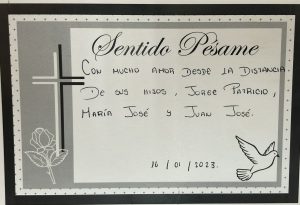 Sentido Pésame
CON MUCHO AMOR DESDE LA DISTANCIA
DE SUS HIJOS, JORGE PATRICIO,
MARÍA JOSÉ Y JUAN JOSÉ.
16/01/2023.